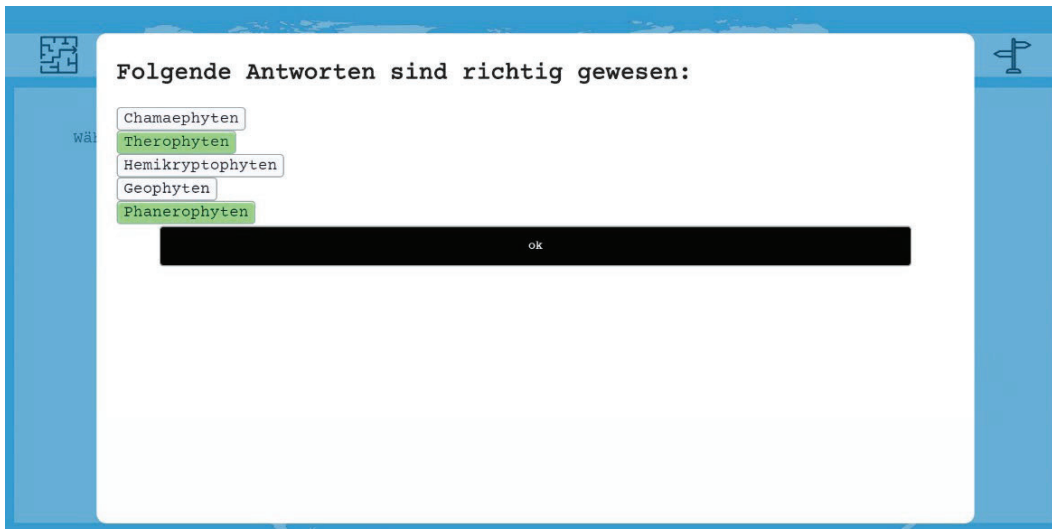 Folgende Antworten sind richtig gewesen:
Chamaephyten
Therophyten
Hemikryptophyten
Geophyten
Phanerophyten
ok